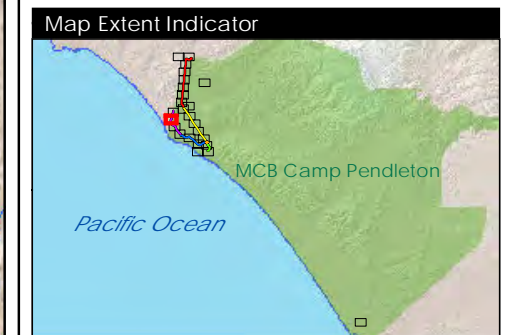 Map Extent Indicator
MCB Camp Pendleton
Pacific Ocean